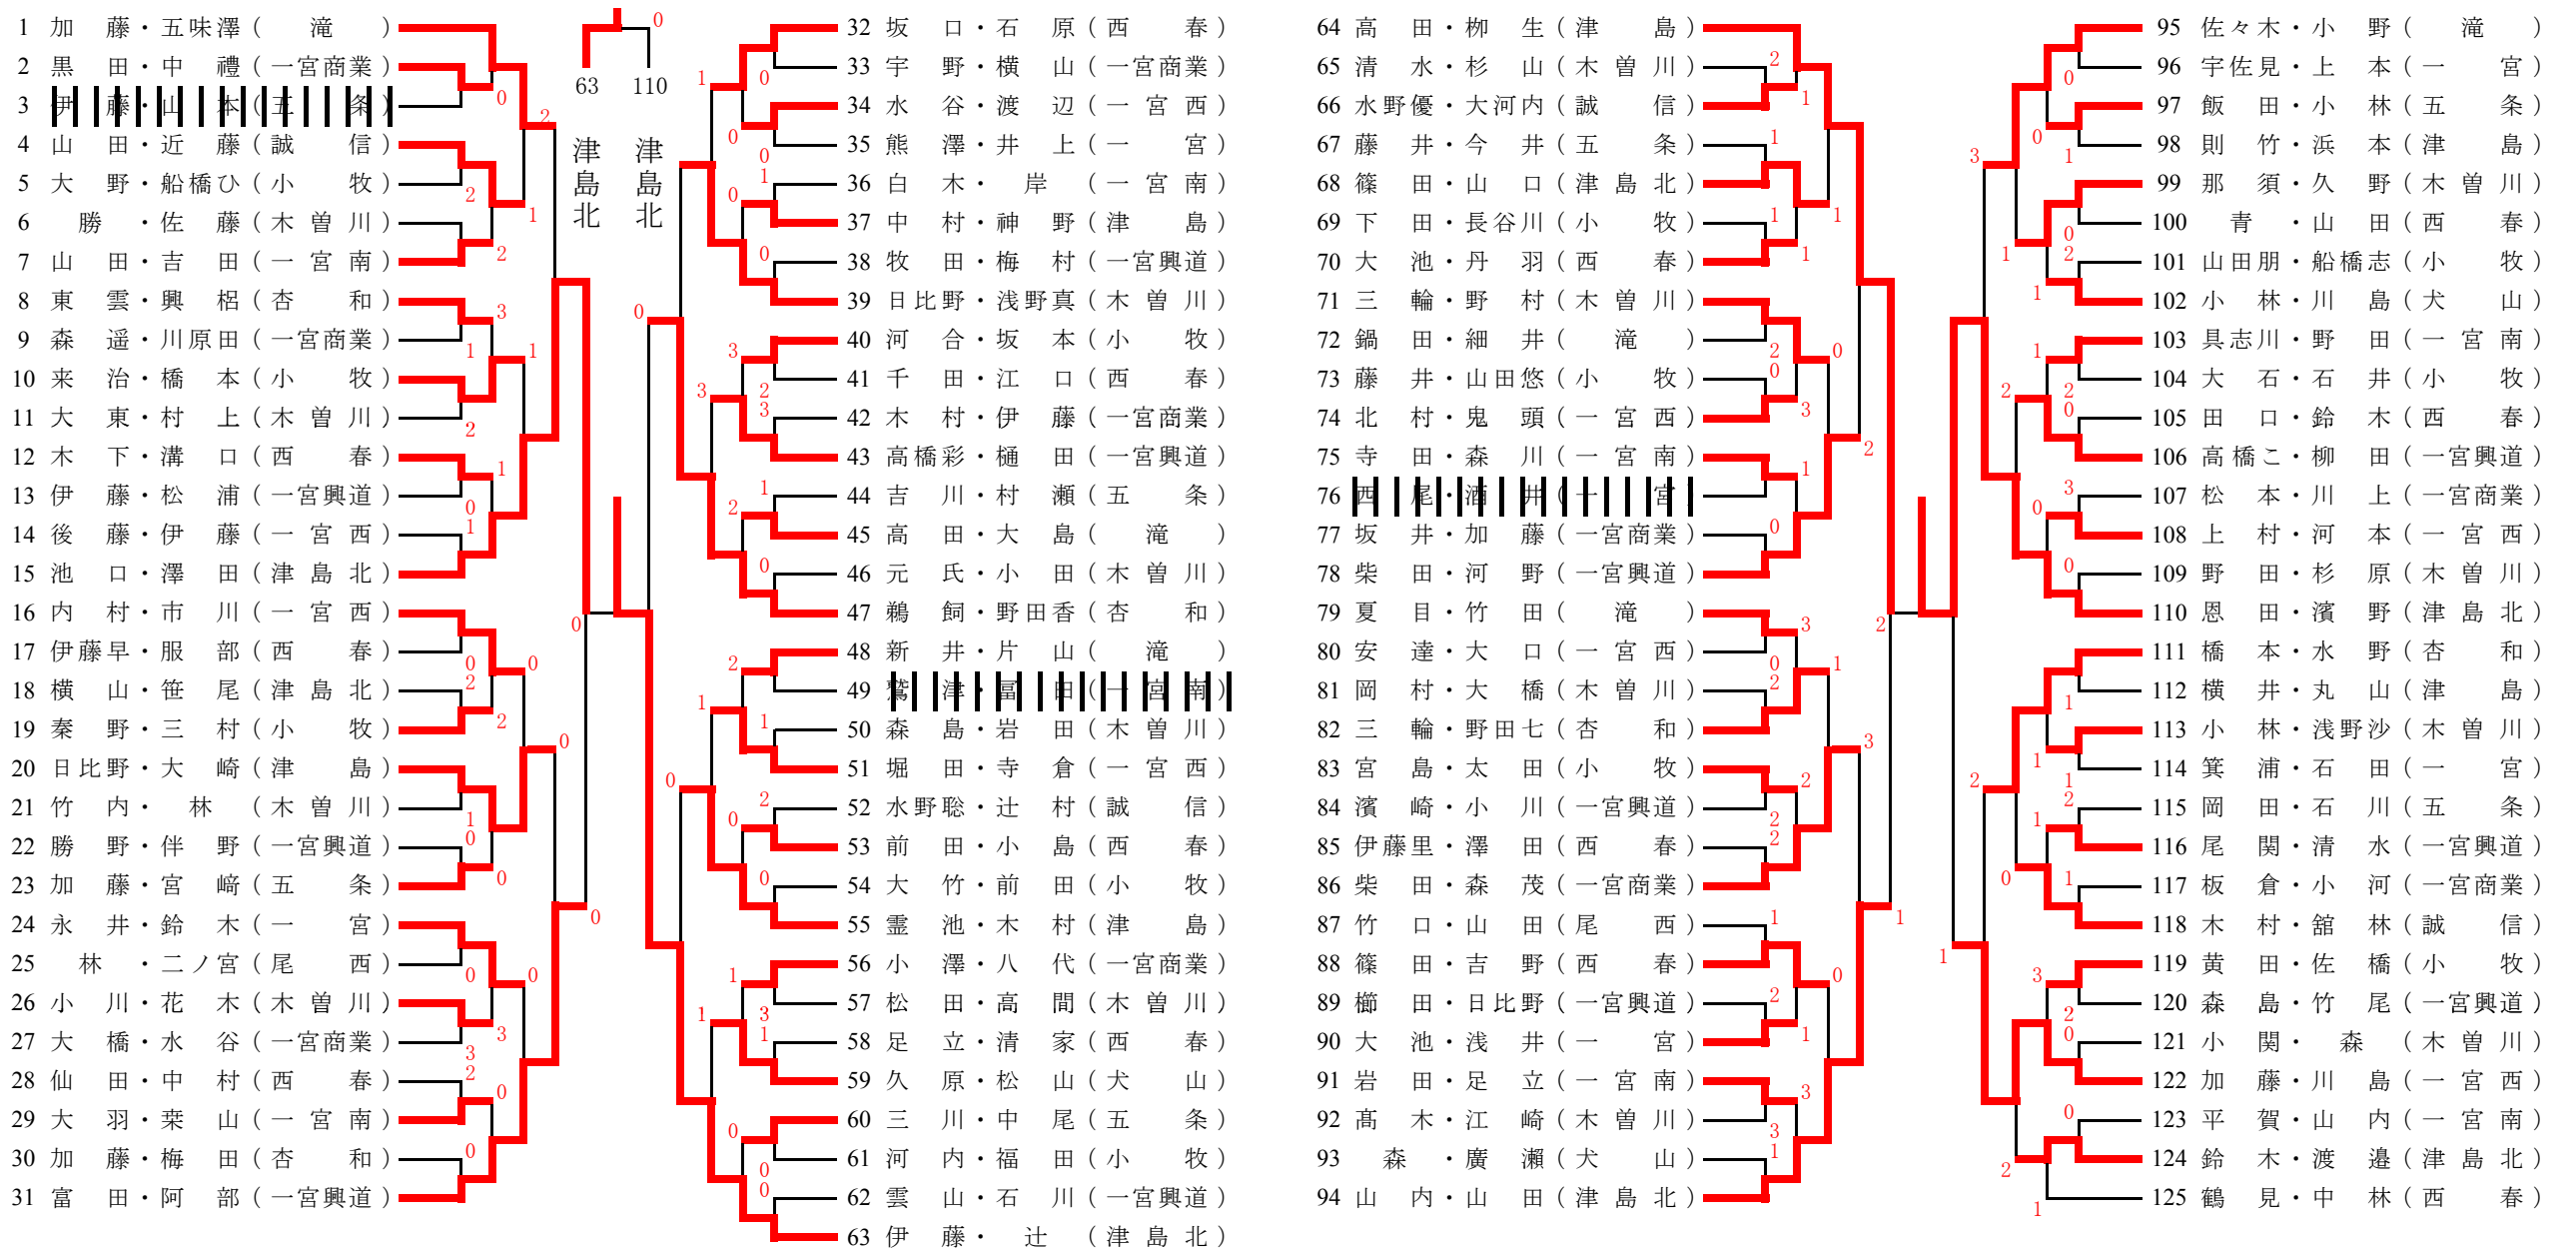 1 加藤・五味澤(滝)
2 黒田・中禮(一宮商業)
3 伊藤・山本(五条)
4 山田・近藤(誠信)
5 大野・船橋ひ(小牧)
6 勝・佐藤(木曽川)
7 山田・吉田(一宮南)
8 東雲・興梠(杏和)
9 森遥・川原田(一宮商業)
10 来治・橋本(小牧)
11 大東・村上(木曽川)
12 木下・溝口(西春)
13 伊藤・松浦(一宮興道)
14 後藤・伊藤(一宮西)
15 池口・澤田(津島北)
16 内村・市川(一宮西)
17 伊藤早・服部(西春)
18 横山・笹尾(津島北)
19 秦野・三村(小牧)
20 日比野・大崎(津島)
21 竹内・林(木曽川)
22 勝野・伴野(一宮興道)
23 加藤・宮﨑(五条)
24 永井・鈴木(一宮)
25 林・二ノ宮(尾西)
26 小川・花木(木曽川)
27 大橋・水谷(一宮商業)
28 仙田・中村(西春)
29 大羽・桒山(一宮南)
30 加藤・梅田(杏和)
31 富田・阿部(一宮興道)
0
63 110
津島北
津島北
32 坂口・石原(西春)
33 宇野・横山(一宮商業)
34 水谷・渡辺(一宮西)
35 熊澤・井上(一宮)
36 白木・岸(一宮南)
37 中村・神野(津島)
38 牧田・梅村(一宮興道)
39 日比野・浅野真(木曽川)
40 河合・坂本(小牧)
41 千田・江口(西春)
42 木村・伊藤(一宮商業)
43 高橋彩・樋田(一宮興道)
44 吉川・村瀬(五条)
45 高田・大島(滝)
46 元氏・小田(木曽川)
47 鵜飼・野田香(杏和)
48 新井・片山(滝)
49 鷲津・冨田(一宮南)
50 森島・岩田(木曽川)
51 堀田・寺倉(一宮西)
52 水野聡・辻村(誠信)
53 前田・小島(西春)
54 大竹・前田(小牧)
55 霊池・木村(津島)
56 小澤・八代(一宮商業)
57 松田・高間(木曽川)
58 足立・清家(西春)
59 久原・松山(犬山)
60 三川・中尾(五条)
61 河内・福田(小牧)
62 雲山・石川(一宮興道)
63 伊藤・辻(津島北)
64 高田・栁生(津島)
65 清水・杉山(木曽川)
66 水野優・大河内(誠信)
67 藤井・今井(五条)
68 篠田・山口(津島北)
69 下田・長谷川(小牧)
70 大池・丹羽(西春)
71 三輪・野村(木曽川)
72 鍋田・細井(滝)
73 藤井・山田悠(小牧)
74 北村・鬼頭(一宮西)
75 寺田・森川(一宮南)
76 西尾・酒井(一宮)
77 坂井・加藤(一宮商業)
78 柴田・河野(一宮興道)
79 夏目・竹田(滝)
80 安達・大口(一宮西)
81 岡村・大橋(木曽川)
82 三輪・野田七(杏和)
83 宮島・太田(小牧)
84 濱崎・小川(一宮興道)
85 伊藤里・澤田(西春)
86 柴田・森茂(一宮商業)
87 竹口・山田(尾西)
88 篠田・吉野(西春)
89 櫛田・日比野(一宮興道)
90 大池・浅井(一宮)
91 岩田・足立(一宮南)
92 髙木・江崎(木曽川)
93 森・廣瀬(犬山)
94 山内・山田(津島北)
95 佐々木・小野(滝)
96 宇佐見・上本(一宮)
97 飯田・小林(五条)
98 則竹・浜本(津島)
99 那須・久野(木曽川)
100 青・山田(西春)
101 山田朋・船橋志(小牧)
102 小林・川島(犬山)
103 具志川・野田(一宮南)
104 大石・石井(小牧)
105 田口・鈴木(西春)
106 高橋こ・柳田(一宮興道)
107 松本・川上(一宮商業)
108 上村・河本(一宮西)
109 野田・杉原(木曽川)
110 恩田・濱野(津島北)
111 橋本・水野(杏和)
112 横井・丸山(津島)
113 小林・浅野沙(木曽川)
114 箕浦・石田(一宮)
115 岡田・石川(五条)
116 尾関・清水(一宮興道)
117 板倉・小河(一宮商業)
118 木村・舘林(誠信)
119 黄田・佐橋(小牧)
120 森島・竹尾(一宮興道)
121 小関・森(木曽川)
122 加藤・川島(一宮西)
123 平賀・山内(一宮南)
124 鈴木・渡邉(津島北)
125 鶴見・中林(西春)